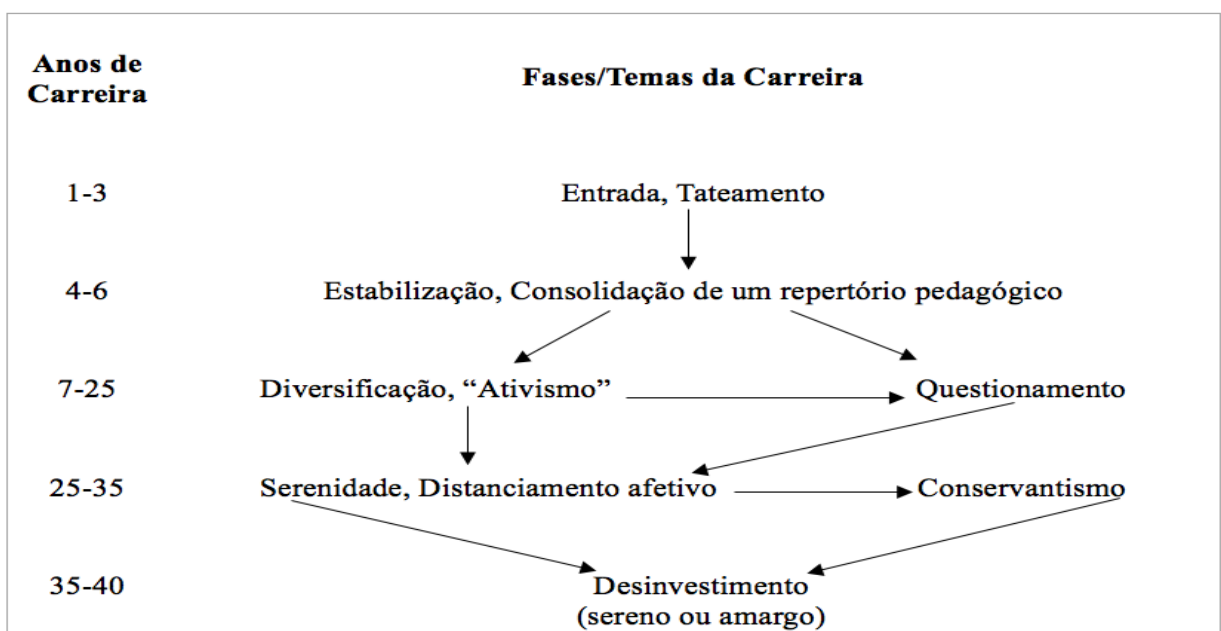 Anos de
Carreira
Fases/Temas da Carreira
1-3
Entrada, Tateamento
4-6
Estabilização, Consolidação de um repertório pedagógico
7-25
Diversificação, “Ativismo”
Questionamento
25-35
Serenidade, Distanciamento afetivo
Conservantismo
35-40
Desinvestimento
(sereno ou amargo)